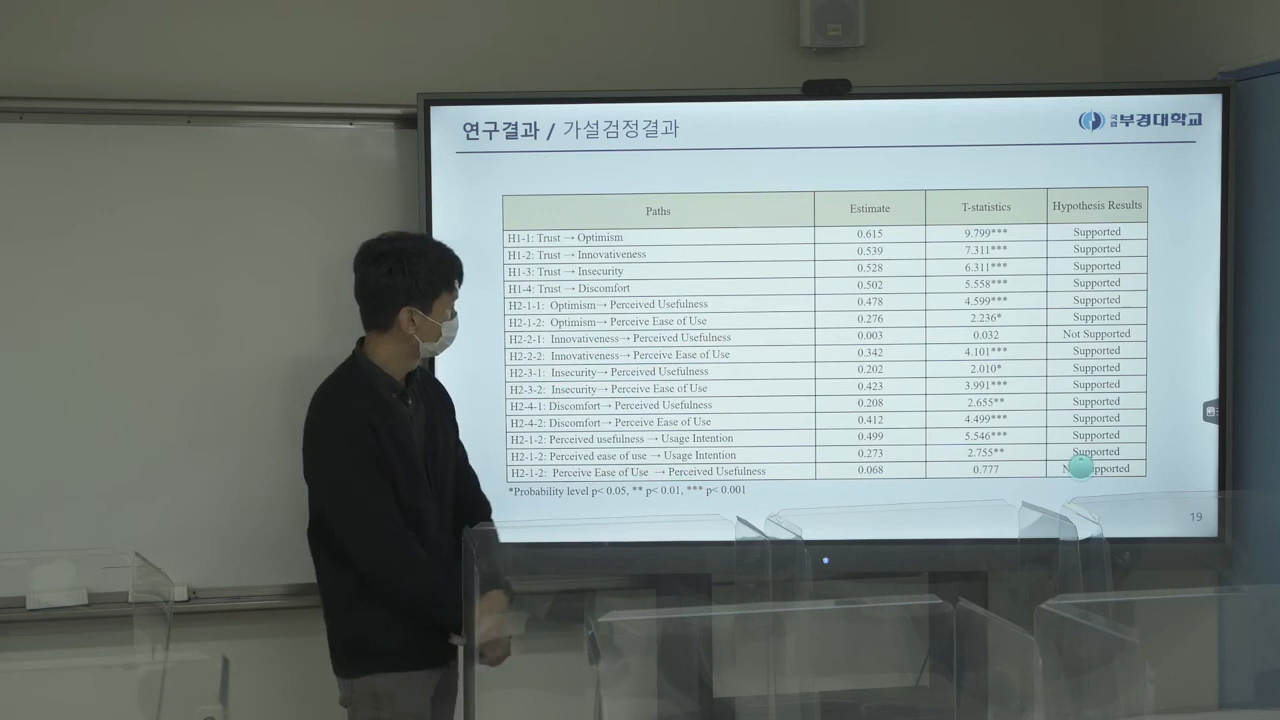 연구결과 / 가설검정결과
국립 부경대학교
Paths Estimate T-statistics Hypothesis Results
H1-1: Trust → Optimism 0.615 9.799*** Supported
H1-2: Trust → Innovativeness 0.539 7.311*** Supported
H1-3: Trust → Insecurity 0.528 6.311*** Supported
H1-4: Trust → Discomfort 0.502 5.558*** Supported
H2-1-1: Optimism→ Perceived Usefulness 0.478 4.599*** Supported
H2-1-2: Optimism→ Perceive Ease of Use 0.276 2.236* Supported
H2-2-1: Innovativeness→ Perceived Usefulness 0.003 0.032 Not Supported
H2-2-2: Innovativeness→ Perceive Ease of Use 0.342 4.101*** Supported
H2-3-1: Insecurity→ Perceived Usefulness 0.202 2.010* Supported
H2-3-2: Insecurity→ Perceive Ease of Use 0.423 3.991*** Supported
H2-4-1: Discomfort→ Perceived Usefulness 0.208 2.655** Supported
H2-4-2: Discomfort→ Perceive Ease of Use 0.412 4.499*** Supported
H2-1-2: Perceived usefulness → Usage Intention 0.499 5.546*** Supported
H2-1-2: Perceived ease of use → Usage Intention 0.273 2.755** Supported
H2-1-2: Perceive Ease of Use → Perceived Usefulness 0.068 0.777
*Probability level p< 0.05, ** p< 0.01, *** p< 0.001
19